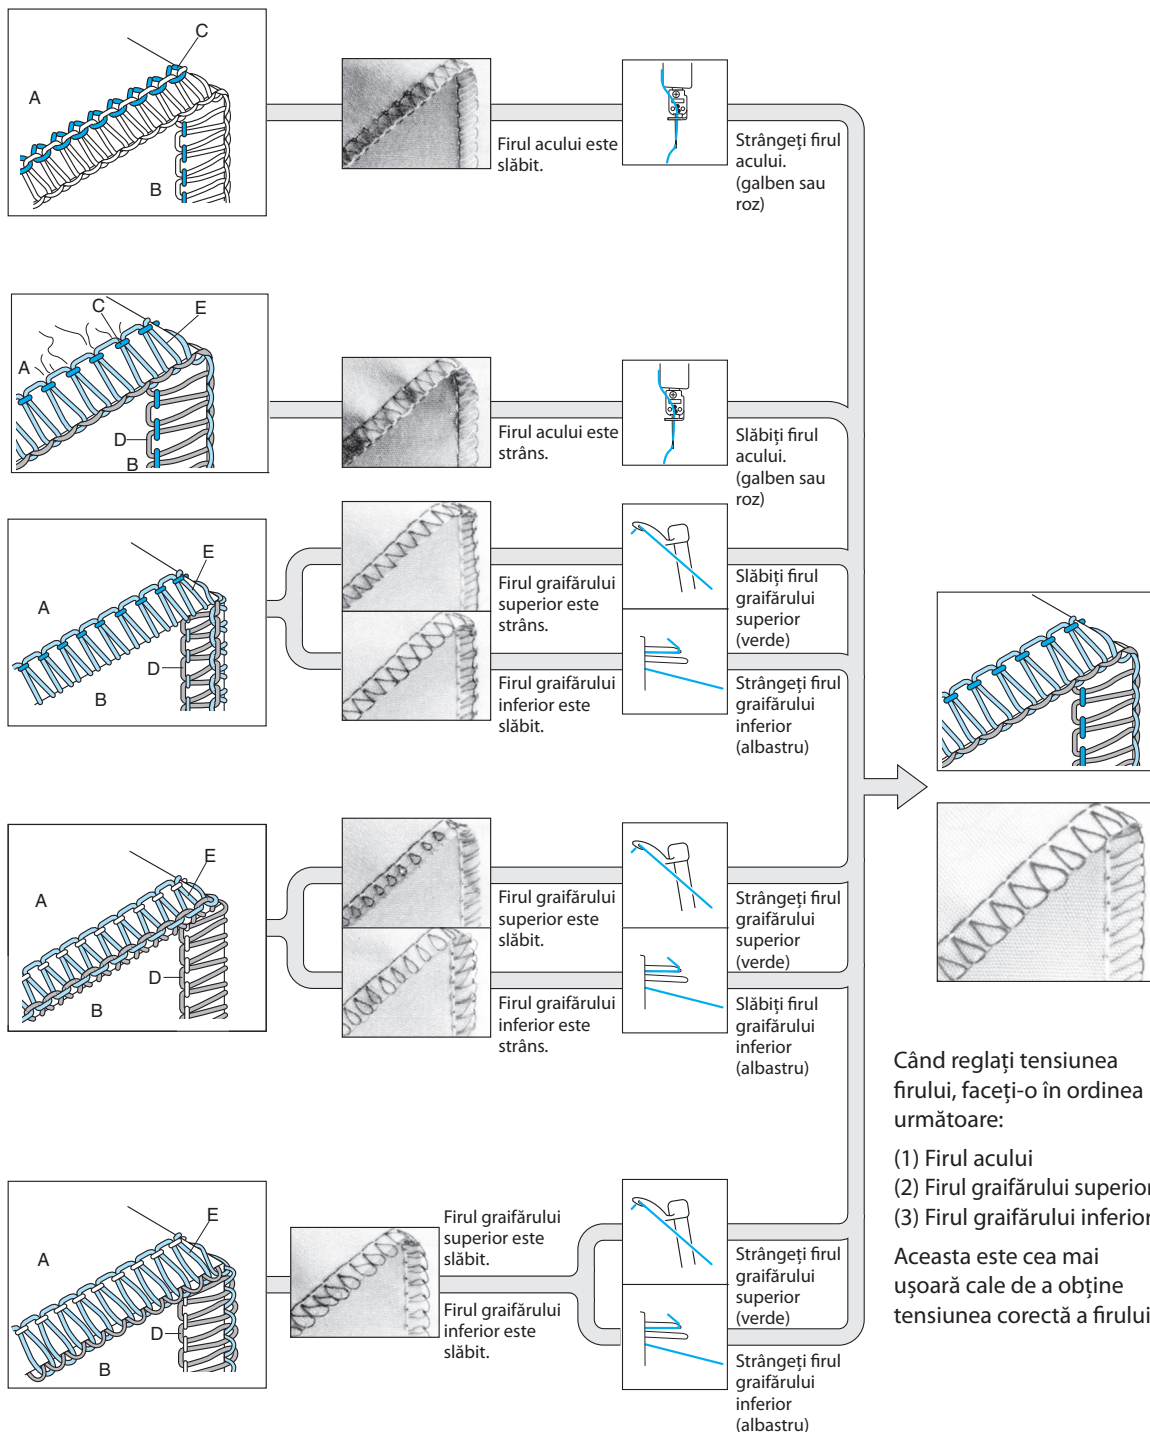 C
A
B
Firul acului este
slăbit.
Strângeți firul
acului.
(galben sau
roz)
C
E
A
D
B
Firul acului este
strâns.
Slăbiți firul
acului.
(galben sau
roz)
E
A
D
B
Firul graifărului
superior este
strâns.
Slăbiți firul
graifărului
superior
(verde)
Firul graifărului
inferior este
slăbit.
Strângeți firul
graifărului
inferior
(albastru)
E
A
D
B
Firul graifărului
superior este
slăbit.
Strângeți firul
graifărului
superior
(verde)
Firul graifărului
inferior este
strâns.
Slăbiți firul
graifărului
inferior
(albastru)
E
A
D
B
Firul graifărului
superior este
slăbit.
Firul graifărului
inferior este
slăbit.
Strângeți firul
graifărului
superior
(verde)
Strângeți firul
graifărului
inferior
(albastru)
Când reglați tensiunea
firului, faceți-o în ordinea
următoare:
(1) Firul acului
(2) Firul graifărului superior
(3) Firul graifărului inferior
Aceasta este cea mai
ușoară cale de a obține
tensiunea corectă a firului